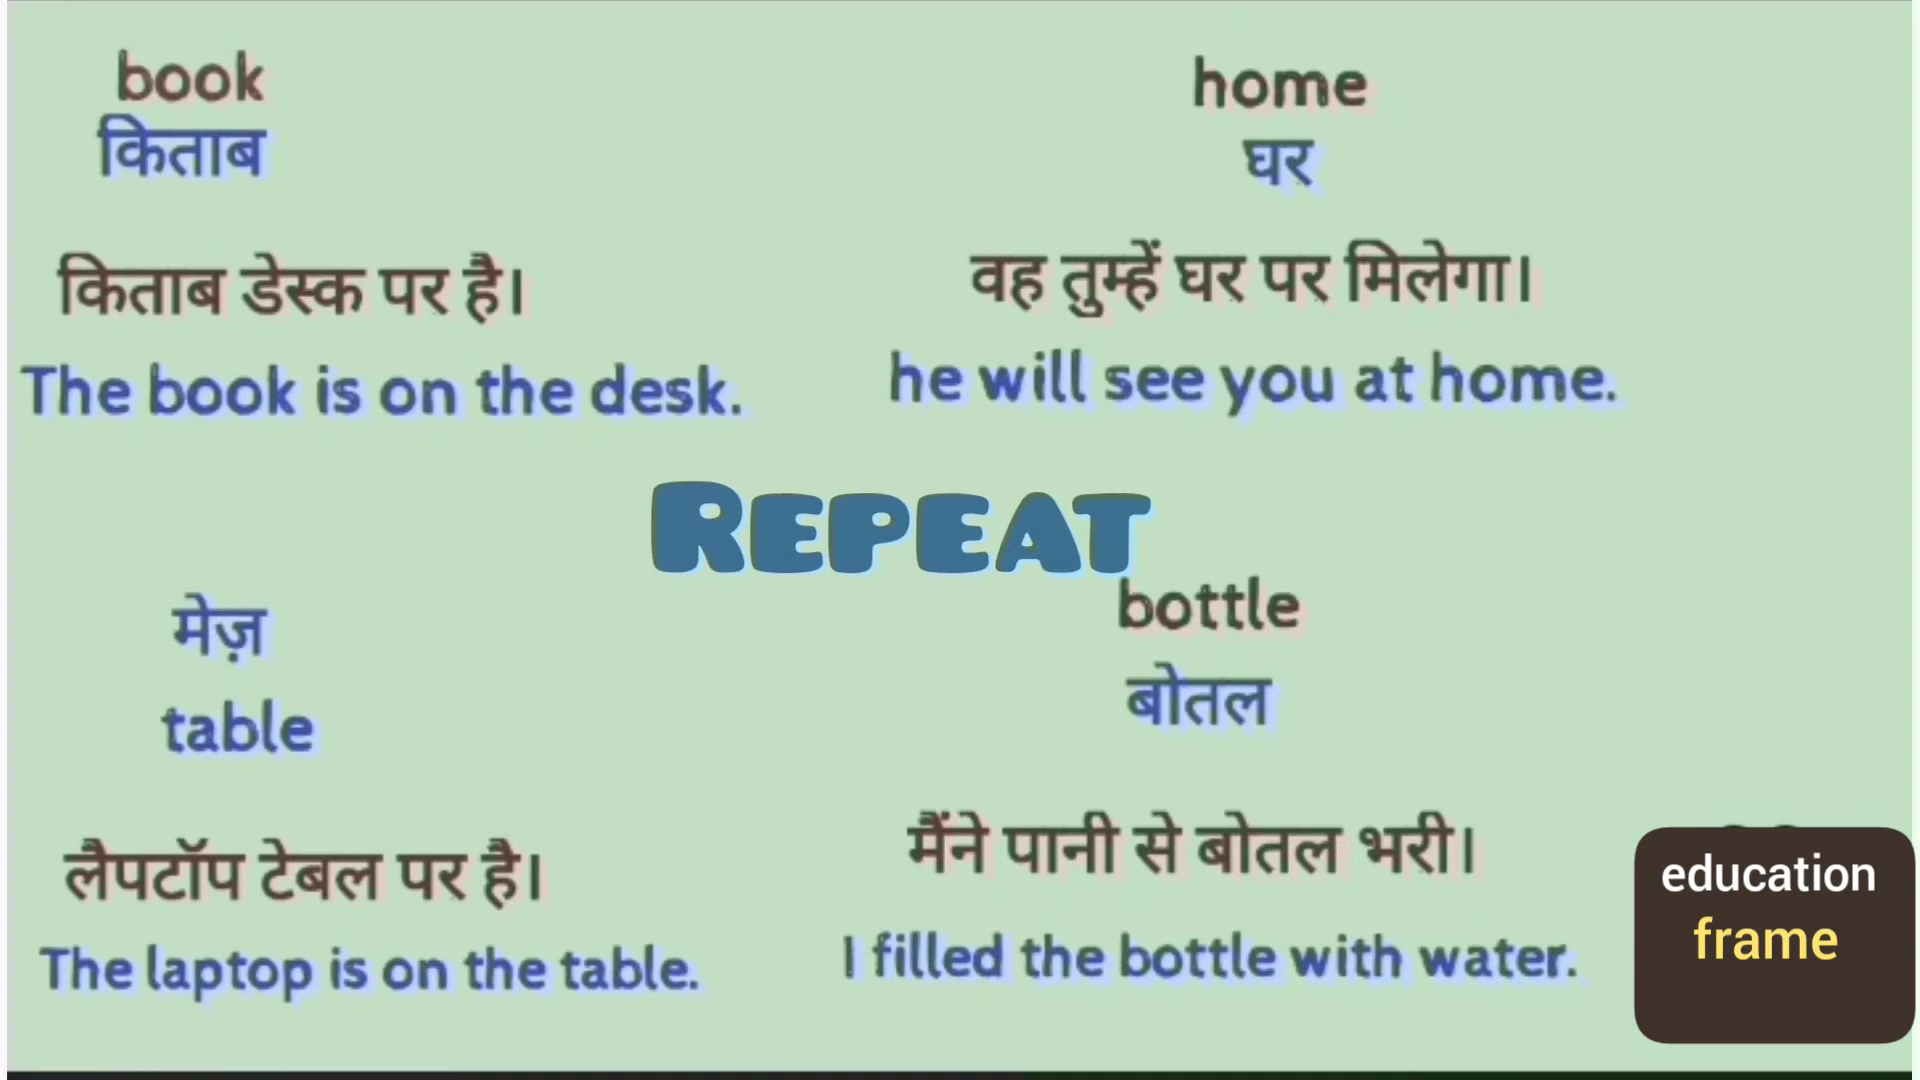 book
किताब
किताब डेस्क पर है।
The book is on the desk.
home
घर
वह तुम्हें घर पर मिलेगा।
he will see you at home.
REPEAT
मेज़
table
लैपटॉप टेबल पर है।
The laptop is on the table.
bottle
बोतल
मैंने पानी से बोतल भरी।
I filled the bottle with water.
education
frame